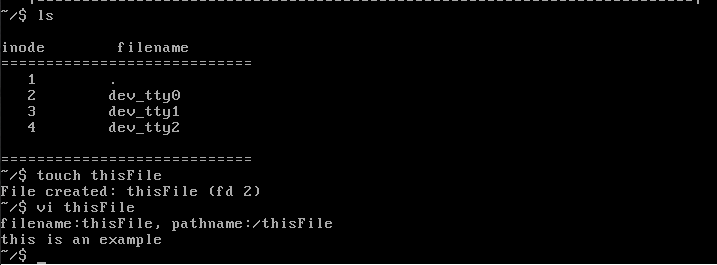 ~/$ ls
inode filename
============================
1 .
2 dev_tty0
3 dev_tty1
4 dev_tty2
============================
~/$ touch thisFile
File created: thisFile (fd 2)
~/$ vi thisFile
filename:thisFile, pathname:/thisFile
this is an example
~/$ _